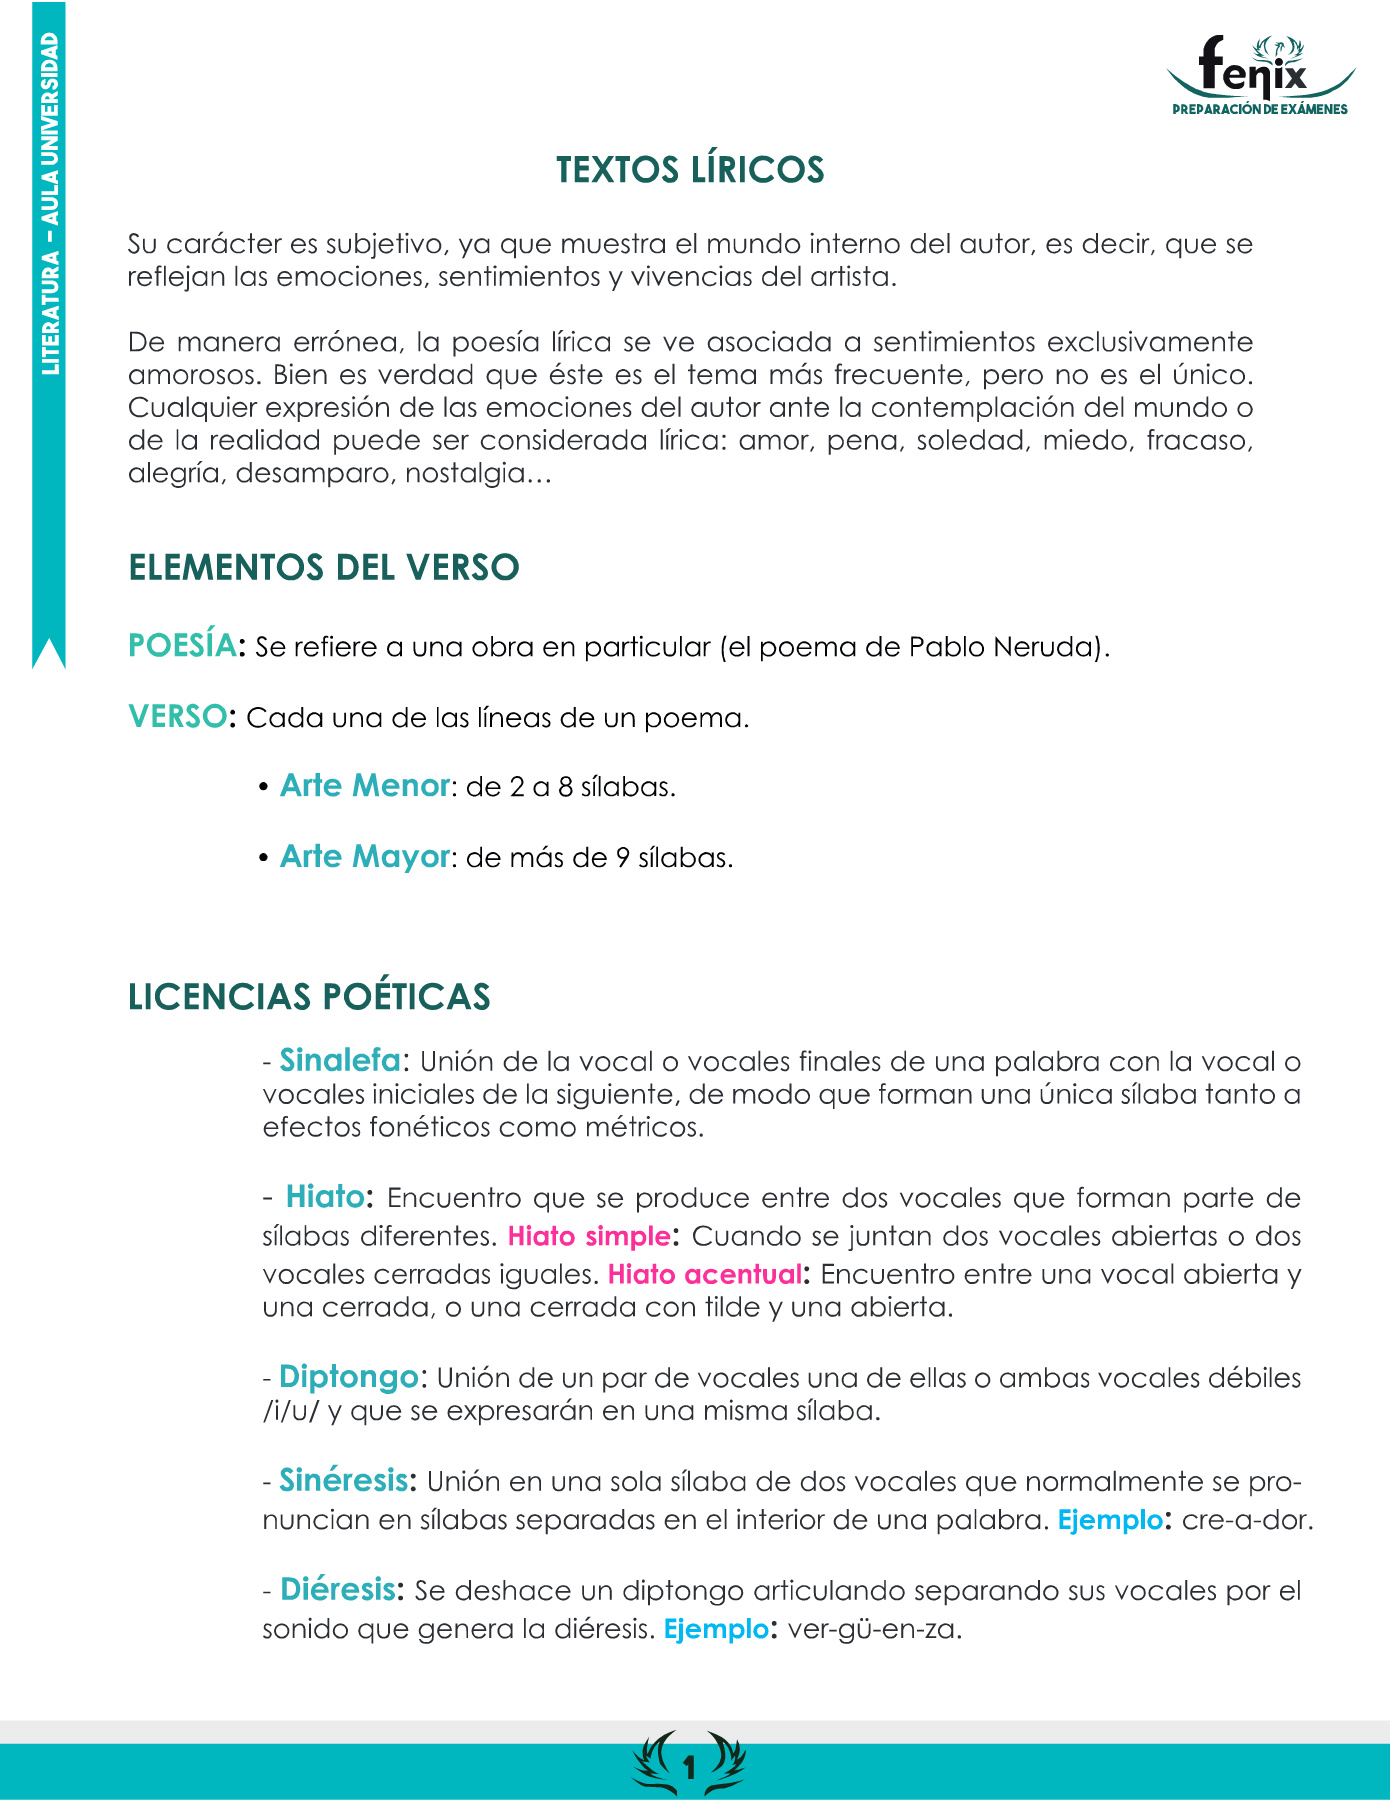 LITERATURA - AULA UNIVERSIDAD
fenix
PREPARACIÓN DE EXÁMENES
TEXTOS LÍRICOS
Su carácter es subjetivo, ya que muestra el mundo interno del autor, es decir, que se
reflejan las emociones, sentimientos y vivencias del artista.
De manera errónea, la poesía lírica se ve asociada a sentimientos exclusivamente
amorosos. Bien es verdad que éste es el tema más frecuente, pero no es el único.
Cualquier expresión de las emociones del autor ante la contemplación del mundo o
de la realidad puede ser considerada lírica: amor, pena, soledad, miedo, fracaso,
alegría, desamparo, nostalgia…
ELEMENTOS DEL VERSO
POESÍA: Se refiere a una obra en particular (el poema de Pablo Neruda).
VERSO: Cada una de las líneas de un poema.
• Arte Menor: de 2 a 8 sílabas.
• Arte Mayor: de más de 9 sílabas.
LICENCIAS POÉTICAS
- Sinalefa: Unión de la vocal o vocales finales de una palabra con la vocal o
vocales iniciales de la siguiente, de modo que forman una única sílaba tanto a
efectos fonéticos como métricos.
- Hiato: Encuentro que se produce entre dos vocales que forman parte de
sílabas diferentes. Hiato simple: Cuando se juntan dos vocales abiertas o dos
vocales cerradas iguales. Hiato acentual: Encuentro entre una vocal abierta y
una cerrada, o una cerrada con tilde y una abierta.
- Diptongo: Unión de un par de vocales una de ellas o ambas vocales débiles
/i/u/ y que se expresarán en una misma sílaba.
- Sinéresis: Unión en una sola sílaba de dos vocales que normalmente se pro-
nuncian en sílabas separadas en el interior de una palabra. Ejemplo: cre-a-dor.
- Diéresis: Se deshace un diptongo articulando separando sus vocales por el
sonido que genera la diéresis. Ejemplo: ver-gü-en-za.
1